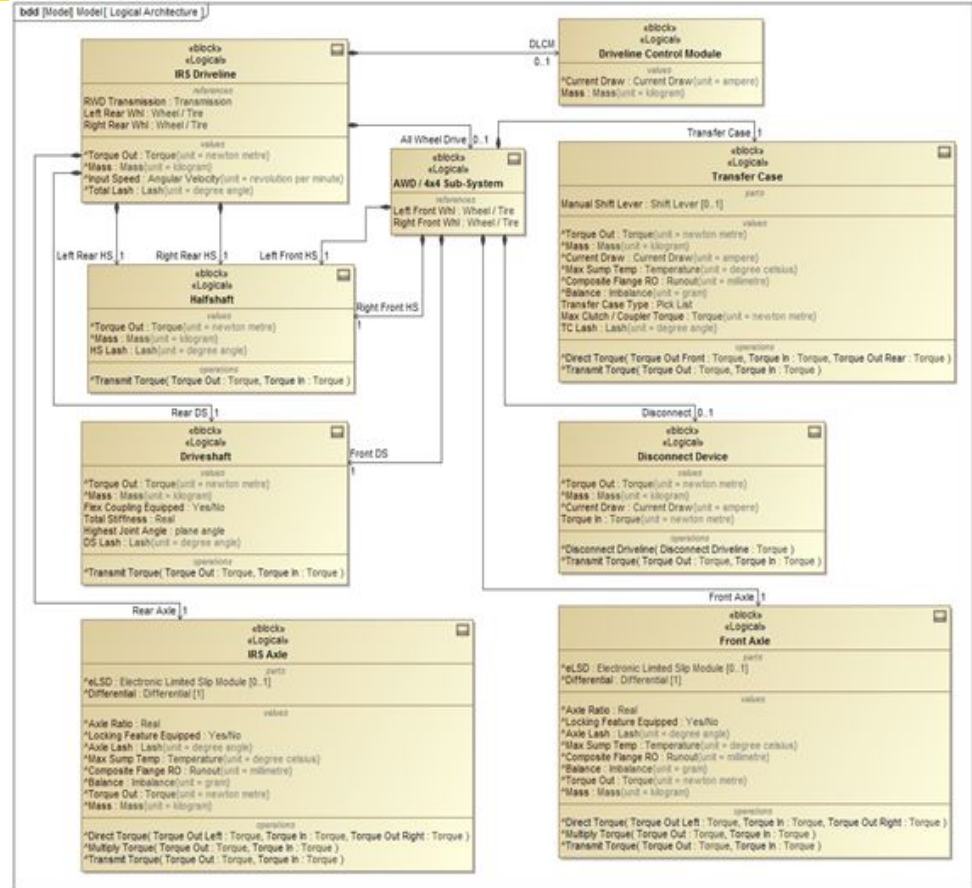 bdd [Model] Model [ Logical Architecture ]
«block»
«Logical»
IRS Driveline
references
RWD Transmission : Transmission
Left Rear Whl : Wheel / Tire
Right Rear Whl : Wheel / Tire
values
^Torque Out : Torque{unit = newton metre}
^Mass : Mass{unit = kilogram}
^Input Speed : Angular Velocity{unit = revolution per minute}
^Total Lash : Lash{unit = degree angle}
DLCM
0..1
«block»
«Logical»
Driveline Control Module
values
^Current Draw : Current Draw{unit = ampere}
Mass : Mass{unit = kilogram}
All Wheel Drive
0..1
«block»
«Logical»
AWD / 4x4 Sub-System
references
Left Front Whl : Wheel / Tire
Right Front Whl : Wheel / Tire
Transfer Case
1
«block»
«Logical»
Transfer Case
parts
Manual Shift Lever : Shift Lever [0..1]
values
^Torque Out : Torque{unit = newton metre}
^Mass : Mass{unit = kilogram}
^Current Draw : Current Draw{unit = ampere}
^Max Sump Temp : Temperature{unit = degree celsius}
^Composite Flange RO : Runout{unit = millimetre}
^Balance : Imbalance{unit = gram}
Transfer Case Type : Pick List
Max Clutch / Coupler Torque : Torque{unit = newton metre}
TC Lash : Lash{unit = degree angle}
operations
^Direct Torque( Torque Out Front : Torque, Torque In : Torque, Torque Out Rear : Torque )
^Transmit Torque( Torque Out : Torque, Torque In : Torque )
Left Rear HS
1
Right Rear HS
1
Left Front HS
1
Right Front HS
1
«block»
«Logical»
Halfshaft
values
^Torque Out : Torque{unit = newton metre}
^Mass : Mass{unit = kilogram}
HS Lash : Lash{unit = degree angle}
operations
^Transmit Torque( Torque Out : Torque, Torque In : Torque )
Rear DS
1
Front DS
1
«block»
«Logical»
Driveshaft
values
^Torque Out : Torque{unit = newton metre}
^Mass : Mass{unit = kilogram}
Flex Coupling Equipped : Yes/No
Total Stiffness : Real
Highest Joint Angle : plane angle
DS Lash : Lash{unit = degree angle}
operations
^Transmit Torque( Torque Out : Torque, Torque In : Torque )
Disconnect
0..1
«block»
«Logical»
Disconnect Device
values
^Torque Out : Torque{unit = newton metre}
^Mass : Mass{unit = kilogram}
^Current Draw : Current Draw{unit = ampere}
Torque In : Torque{unit = newton metre}
operations
^Disconnect Driveline( Disconnect Driveline : Torque )
^Transmit Torque( Torque Out : Torque, Torque In : Torque )
Rear Axle
1
«block»
«Logical»
IRS Axle
parts
^eLSD : Electronic Limited Slip Module [0..1]
^Differential : Differential [1]
values
^Axle Ratio : Real
^Locking Feature Equipped : Yes/No
^Axle Lash : Lash{unit = degree angle}
^Max Sump Temp : Temperature{unit = degree celsius}
^Composite Flange RO : Runout{unit = millimetre}
^Balance : Imbalance{unit = gram}
^Torque Out : Torque{unit = newton metre}
^Mass : Mass{unit = kilogram}
operations
^Direct Torque( Torque Out Left : Torque, Torque In : Torque, Torque Out Right : Torque )
^Multiply Torque( Torque Out : Torque, Torque In : Torque )
^Transmit Torque( Torque Out : Torque, Torque In : Torque )
Front Axle
1
«block»
«Logical»
Front Axle
parts
^eLSD : Electronic Limited Slip Module [0..1]
^Differential : Differential [1]
values
^Axle Ratio : Real
^Locking Feature Equipped : Yes/No
^Axle Lash : Lash{unit = degree angle}
^Max Sump Temp : Temperature{unit = degree celsius}
^Composite Flange RO : Runout{unit = millimetre}
^Balance : Imbalance{unit = gram}
^Torque Out : Torque{unit = newton metre}
^Mass : Mass{unit = kilogram}
operations
^Direct Torque( Torque Out Left : Torque, Torque In : Torque, Torque Out Right : Torque )
^Multiply Torque( Torque Out : Torque, Torque In : Torque )
^Transmit Torque( Torque Out : Torque, Torque In : Torque )